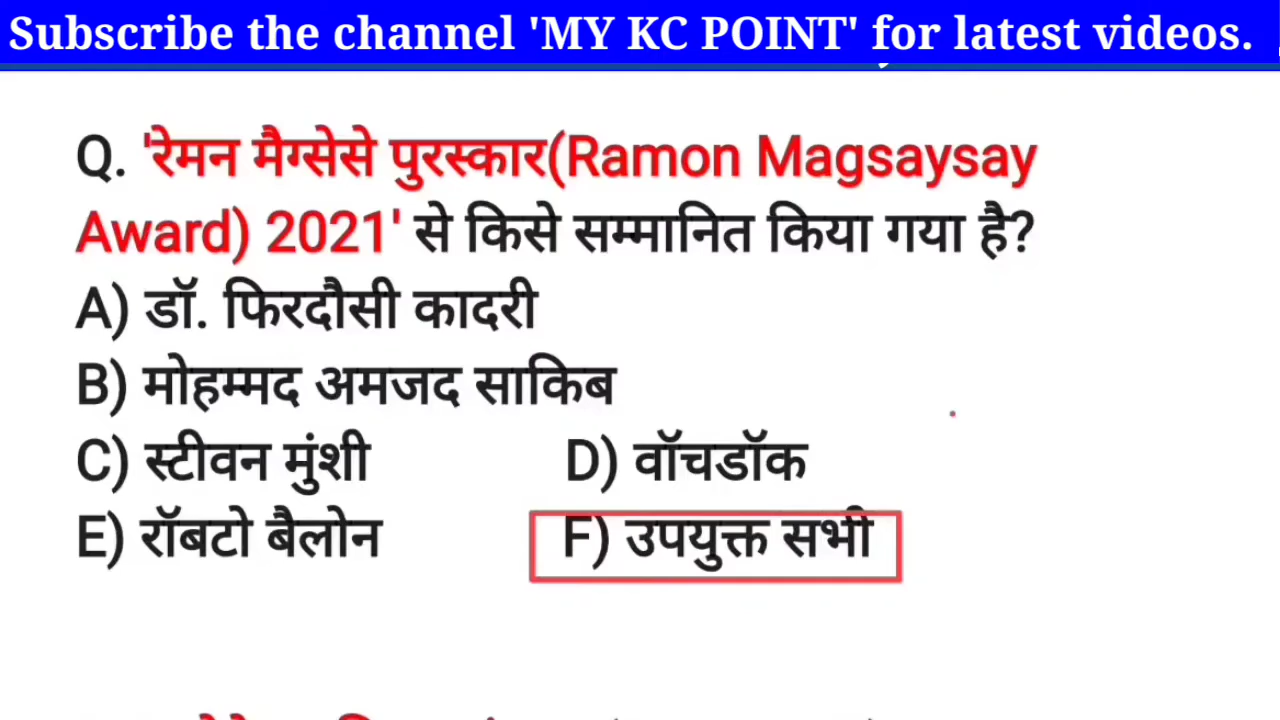 Subscribe the channel 'MY KC POINT' for latest videos.
Q. 'रेमन मैग्सेसे पुरस्कार(Ramon Magsaysay
Award) 2021' से किसे सम्मानित किया गया है?
A) डॉ. फिरदौसी कादरी
B) मोहम्मद अमजद साकिब
C) स्टीवन मुंशी D) वॉचडॉक
E) रॉबटो बैलोन F) उपयुक्त सभी